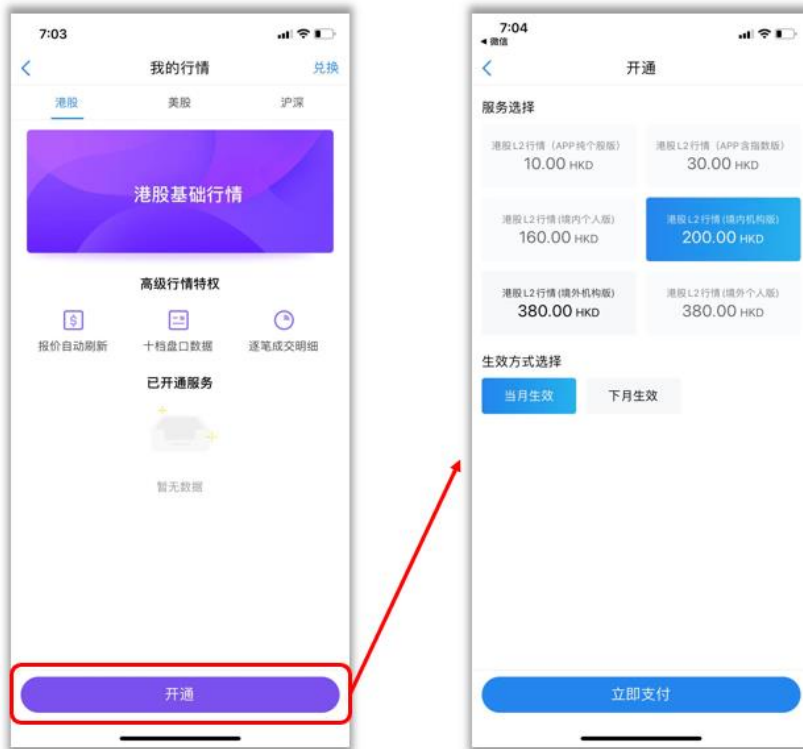 7:03
我的行情
兑换
港股
美股
沪深
港股基础行情
高级行情特权
报价自动刷新
十档盘口数据
逐笔成交明细
已开通服务
暂无数据
开通
7:04
微信
开通
服务选择
港股L2行情（APP纯个股版）
10.00 HKD
港股L2行情（APP含指数版）
30.00 HKD
港股L2行情(境内个人版)
160.00 HKD
港股L2行情(境内机构版)
200.00 HKD
港股L2行情(境外机构版)
380.00 HKD
港股L2行情(境外个人版)
380.00 HKD
生效方式选择
当月生效
下月生效
立即支付